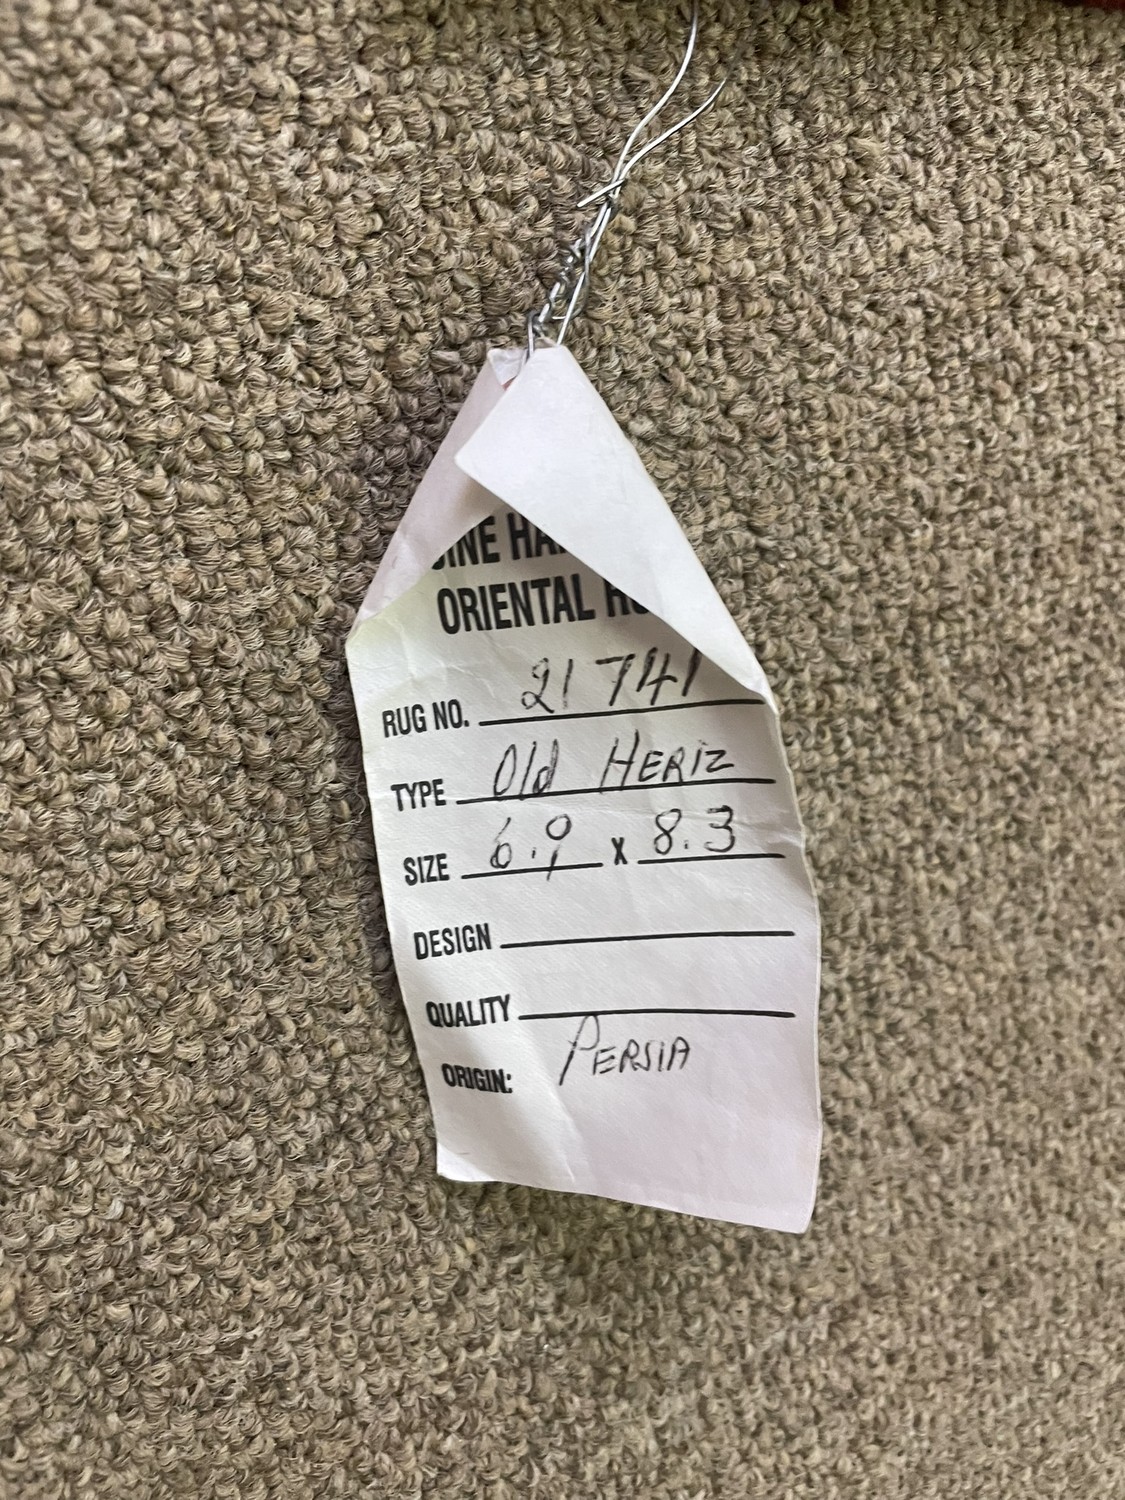 ORIENTAL
RUG NO. 21741
TYPE Old HERIZ
SIZE 6.9 x 8.3
DESIGN
QUALITY
ORIGIN: PERSIA